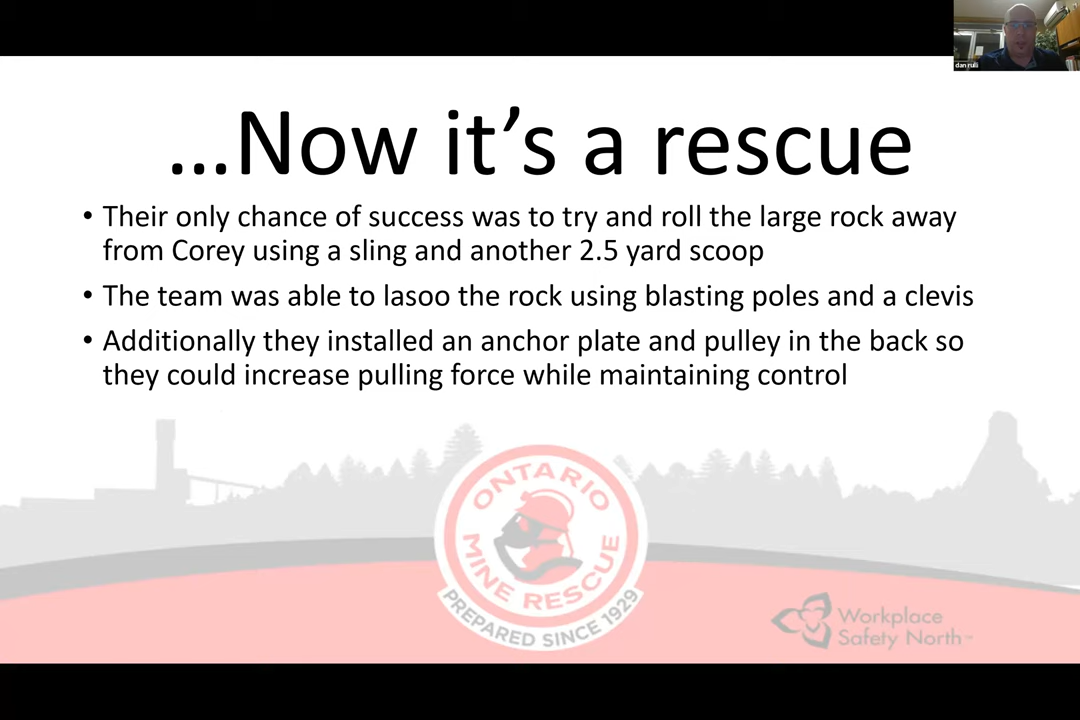 dan rulli
...Now it’s a rescue
• Their only chance of success was to try and roll the large rock away
from Corey using a sling and another 2.5 yard scoop
• The team was able to lasoo the rock using blasting poles and a clevis
• Additionally they installed an anchor plate and pulley in the back so
they could increase pulling force while maintaining control
ONTARIO
MINE RESCUE
PREPARED SINCE 1929
Workplace
Safety North™